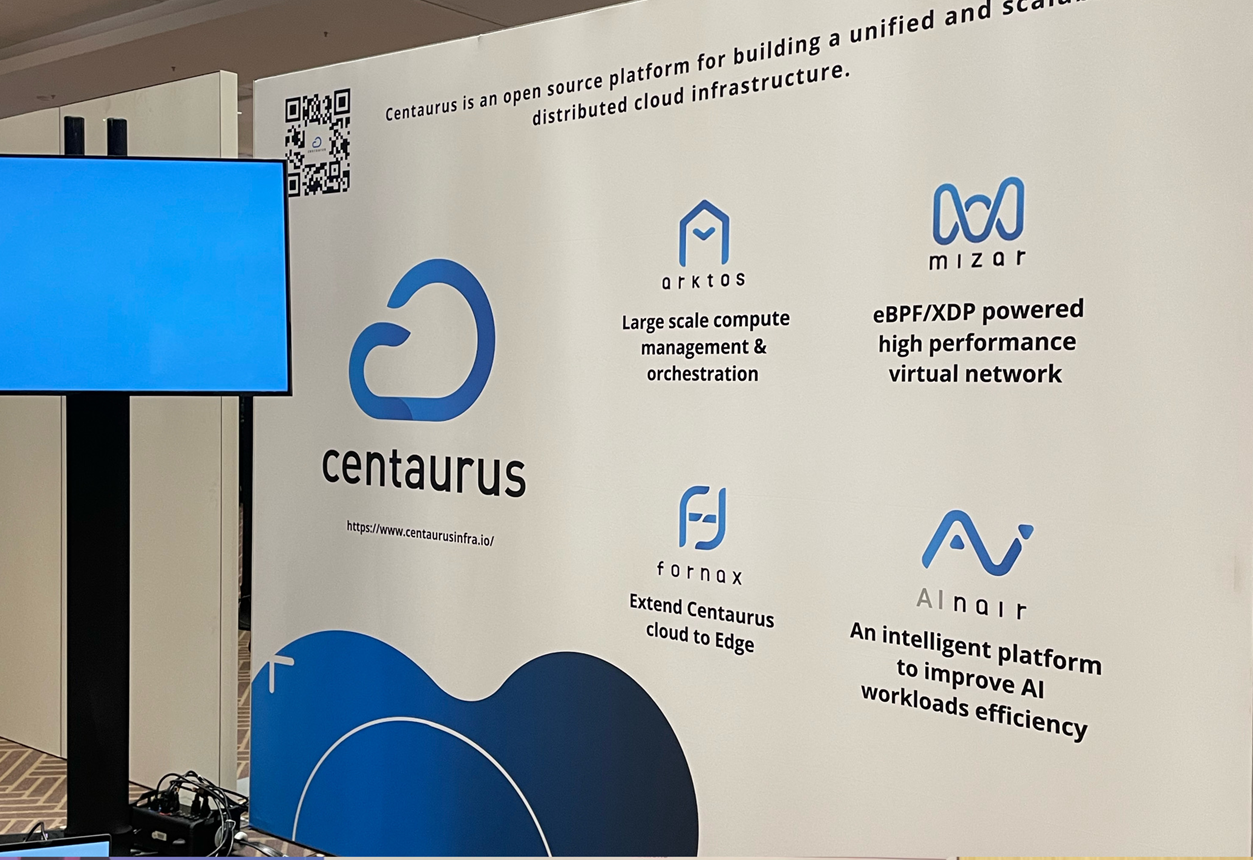 Centaurus is an open source platform for building a unified and
distributed cloud infrastructure.
centaurus
https://www.centaurusinfra.io/
arktos
Large scale compute
management &
orchestration
mizar
eBPF/XDP powered
high performance
virtual network
fornax
Extend Centaurus
cloud to Edge
AInair
An intelligent platform
to improve AI
workloads efficiency